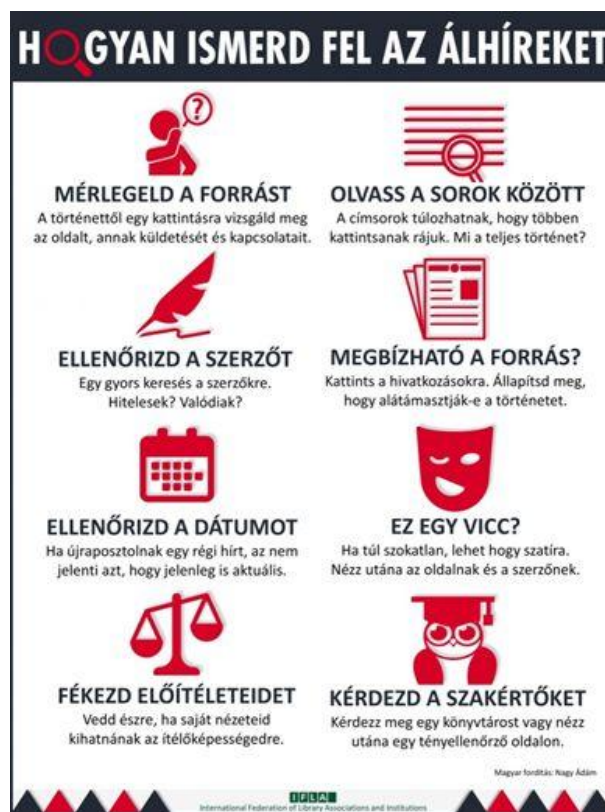 HOGYAN ISMERD FEL AZ ÁLHÍREKET
?
MÉRLEGELD A FORRÁST
A történettől egy kattintásra vizsgáld meg
az oldalt, annak küldetését és kapcsolatait.
OLVASS A SOROK KÖZÖTT
A címsorok túlozhatnak, hogy többen
kattintsanak rájuk. Mi a teljes történet?
ELLENŐRIZD A SZERZŐT
Egy gyors keresés a szerzőkre.
Hitelesek? Valódiak?
MEGBÍZHATÓ A FORRÁS?
Kattints a hivatkozásokra. Állapítsd meg,
hogy alátámasztják-e a történetet.
ELLENŐRIZD A DÁTUMOT
Ha újraposztolnak egy régi hírt, az nem
jelenti azt, hogy jelenleg is aktuális.
EZ EGY VICC?
Ha túl szokatlan, lehet hogy szatíra.
Nézz utána az oldalnak és a szerzőnek.
FÉKEZD ELŐÍTÉLETEIDET
Vedd észre, ha saját nézeteid
kihatnának az ítélőképességedre.
KÉRDEZD A SZAKÉRTŐKET
Kérdezz meg egy könyvtárost vagy nézz
utána egy tényellenőrző oldalon.
Magyar fordítás: Nagy Ádám
IFLA
International Federation of Library Associations and Institutions